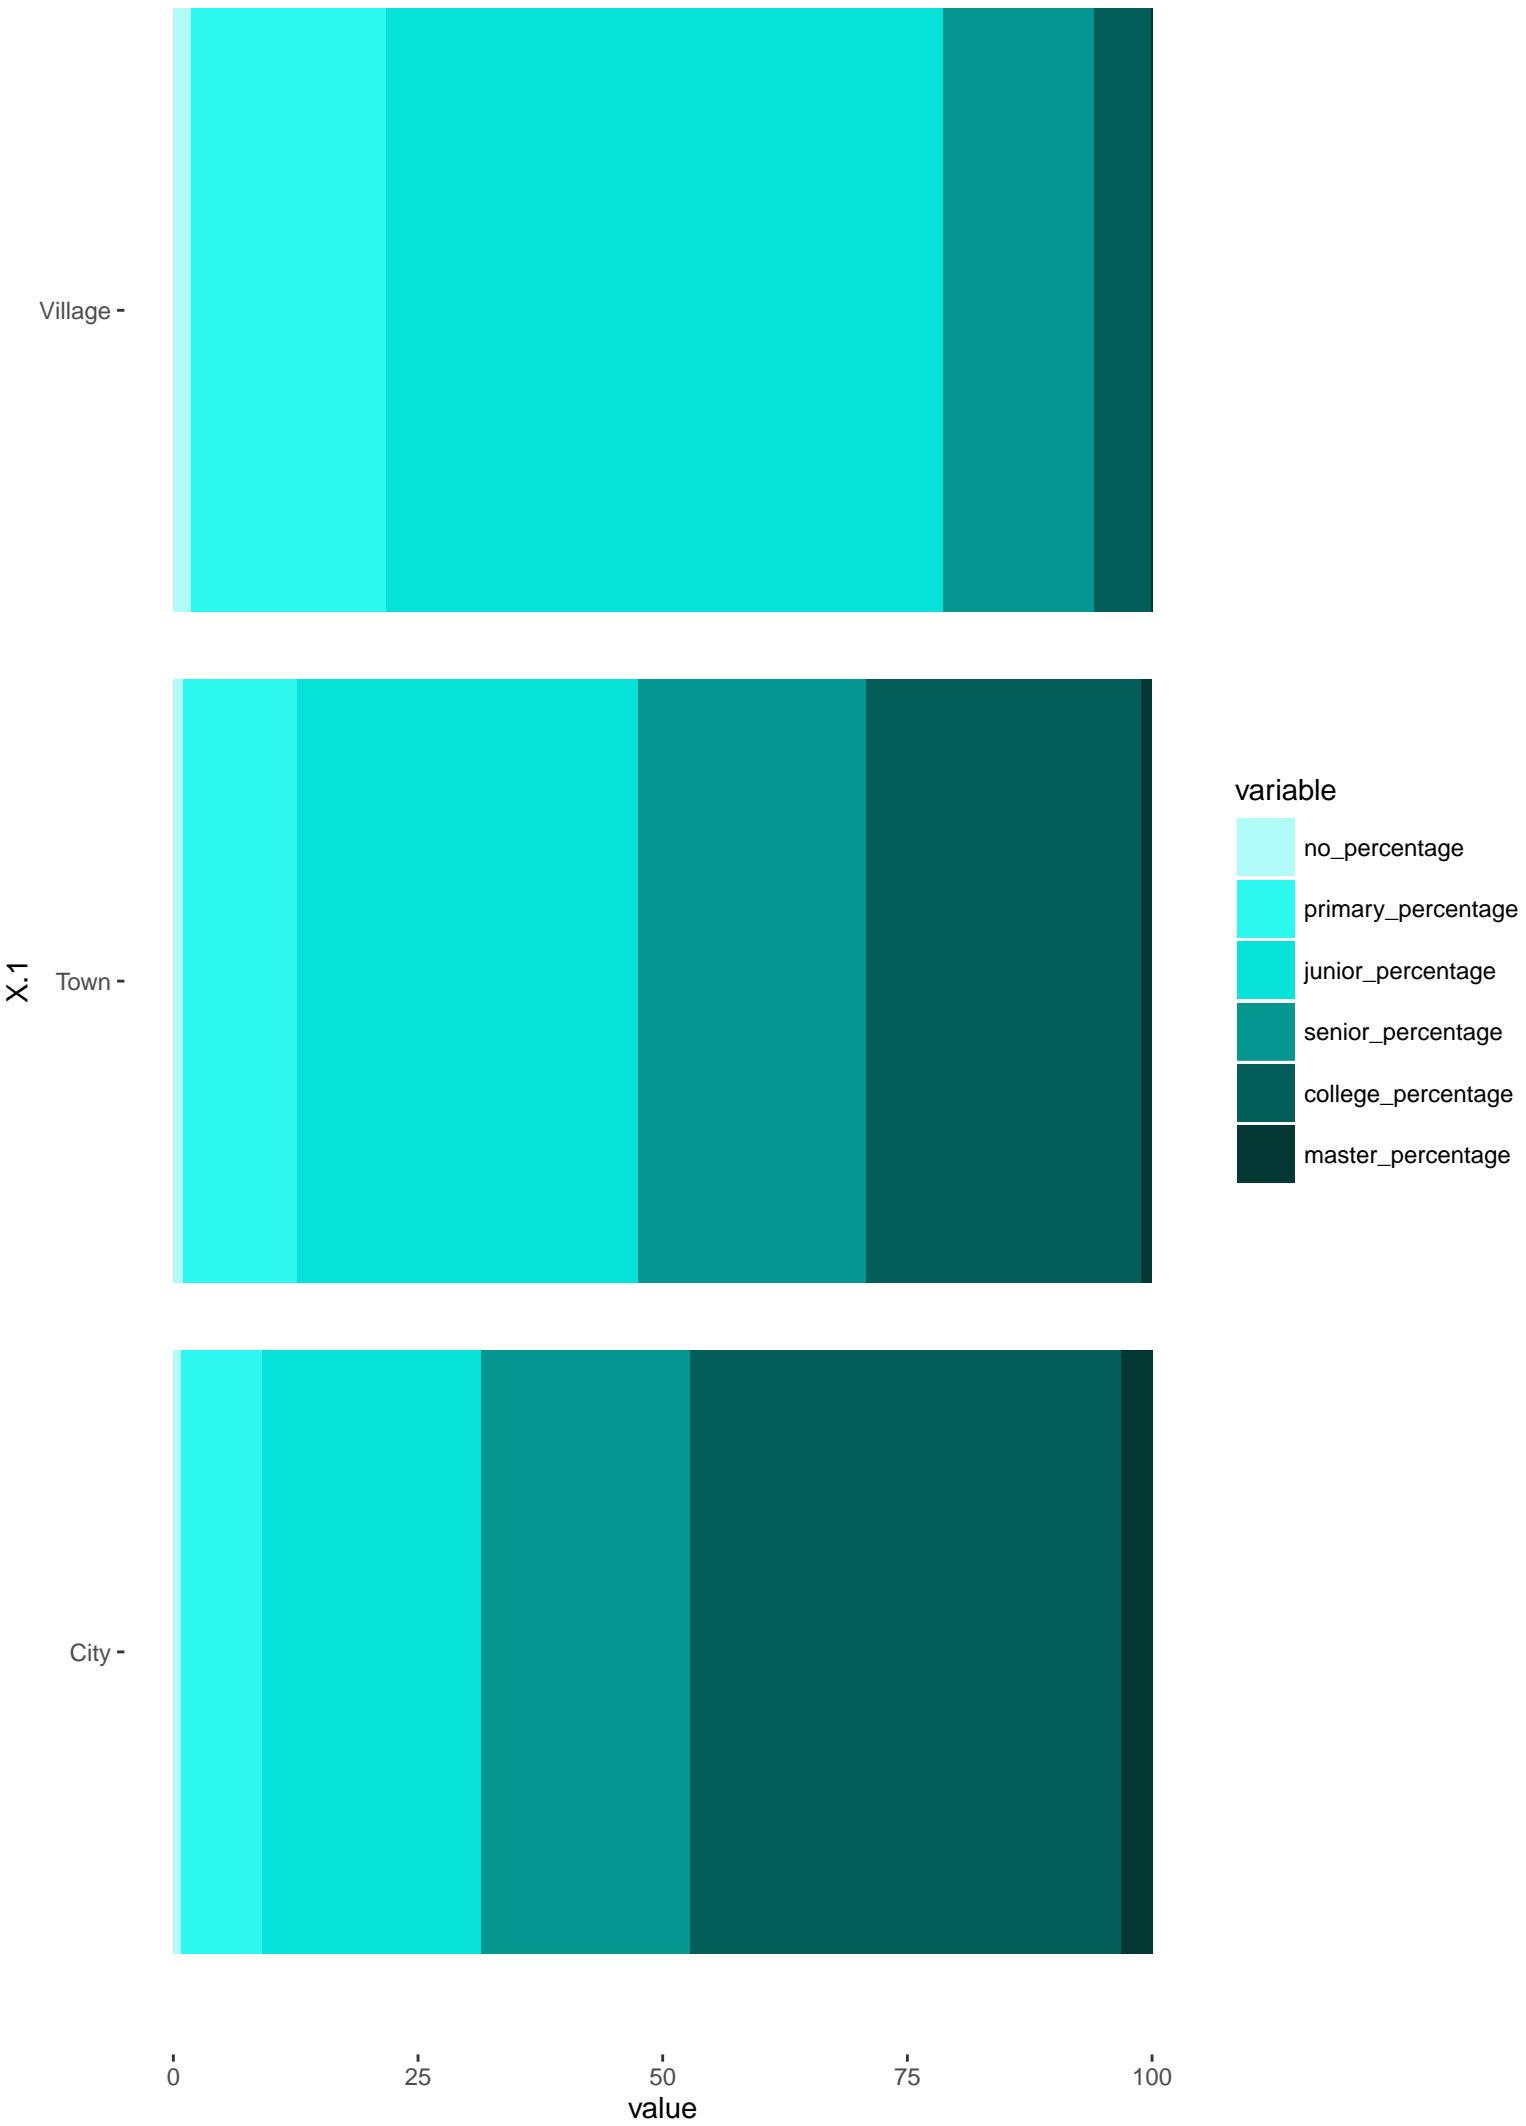 Village
Town
City
X.1
0 25 50 75 100
value
variable
no_percentage
primary_percentage
junior_percentage
senior_percentage
college_percentage
master_percentage